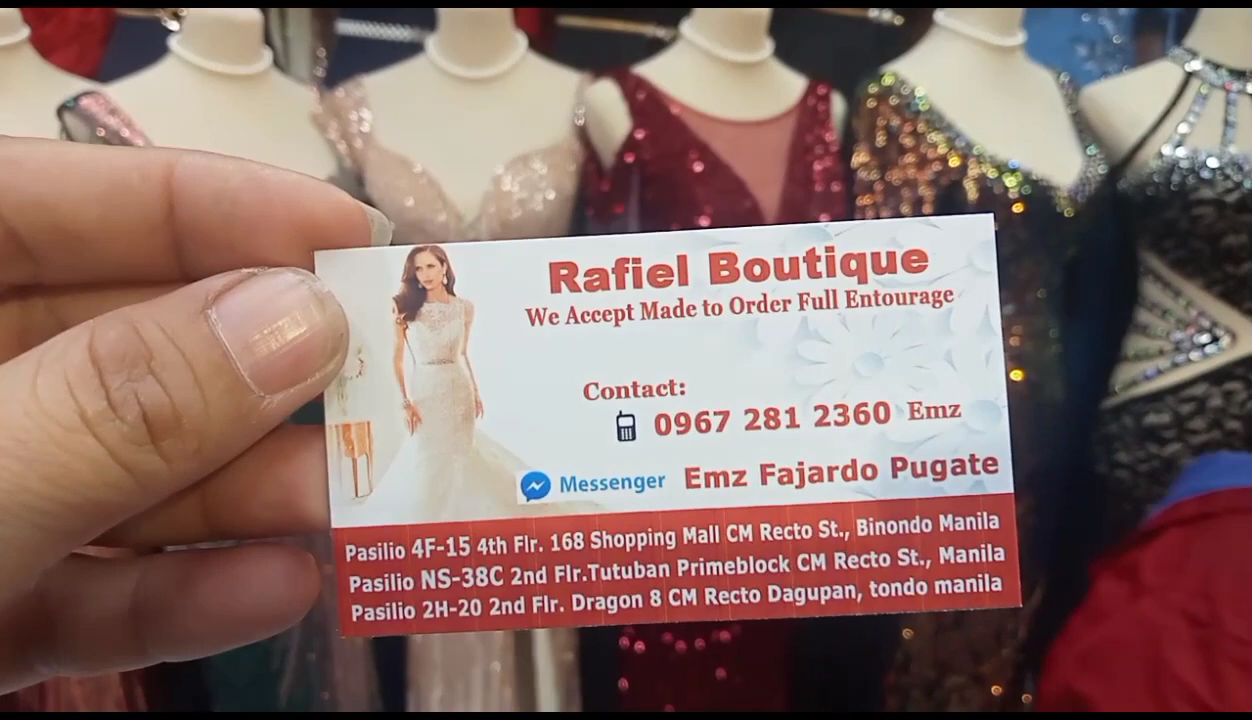 Rafiel Boutique
We Accept Made to Order Full Entourage
Contact:
0967 281 2360 Emz
Messenger Emz Fajardo Pugate
Pasilio 4F-15 4th Flr. 168 Shopping Mall CM Recto St., Binondo Manila
Pasilio NS-38C 2nd Flr.Tutuban Primeblock CM Recto St., Manila
Pasilio 2H-20 2nd Flr. Dragon 8 CM Recto Dagupan, tondo manila